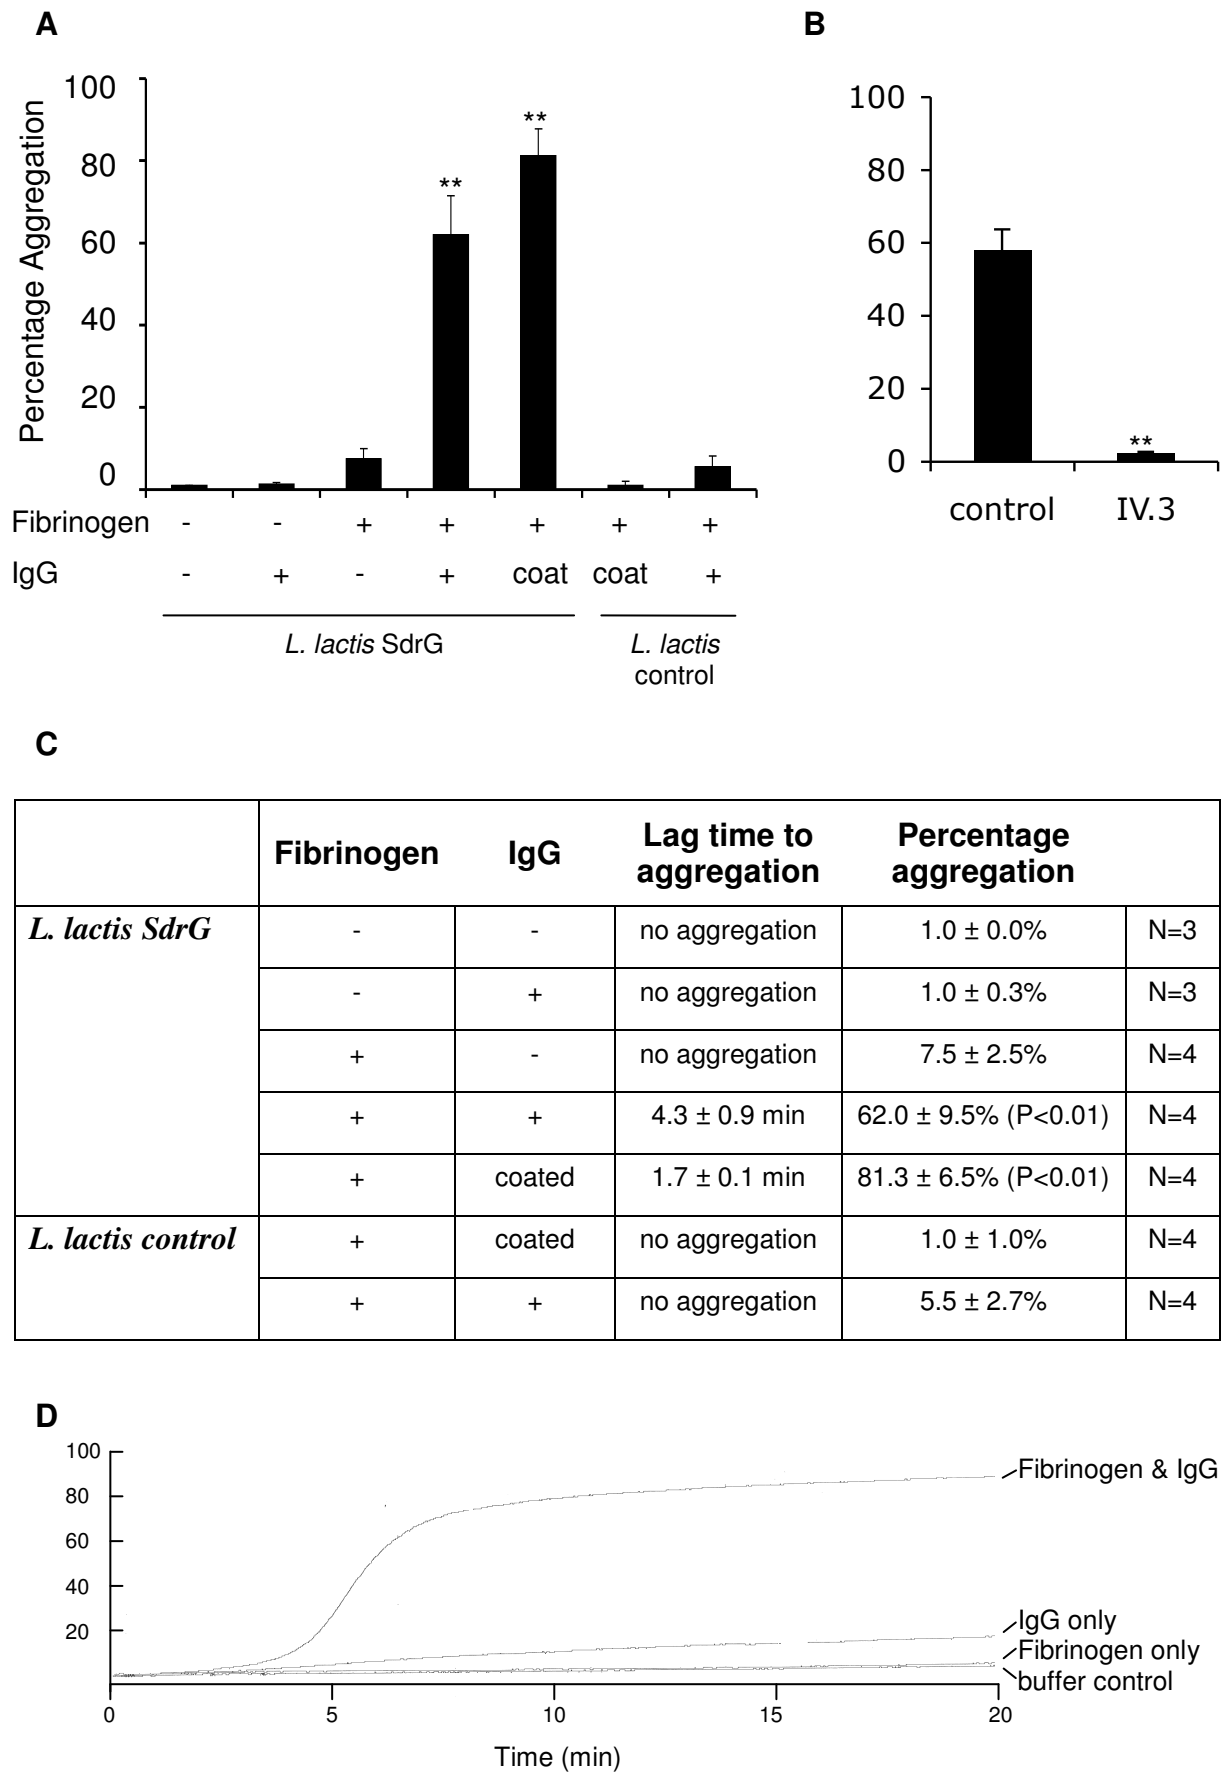 A
B
Percentage Aggregation
100
80
60
40
20
0
** **
Fibrinogen - - + + + + +
IgG - + - + coat coat +
L. lactis SdrG
L. lactis
control
100
80
60
40
20
0
**
control IV.3
C
Fibrinogen IgG Lag time to aggregation Percentage aggregation
L. lactis SdrG - - no aggregation 1.0 ± 0.0% N=3
- + no aggregation 1.0 ± 0.3% N=3
+ - no aggregation 7.5 ± 2.5% N=4
+ + 4.3 ± 0.9 min 62.0 ± 9.5% (P<0.01) N=4
+ coated 1.7 ± 0.1 min 81.3 ± 6.5% (P<0.01) N=4
L. lactis control + coated no aggregation 1.0 ± 1.0% N=4
+ + no aggregation 5.5 ± 2.7% N=4
D
100
80
60
40
20
Fibrinogen & IgG
IgG only
Fibrinogen only
buffer control
0 5 10 15 20
Time (min)